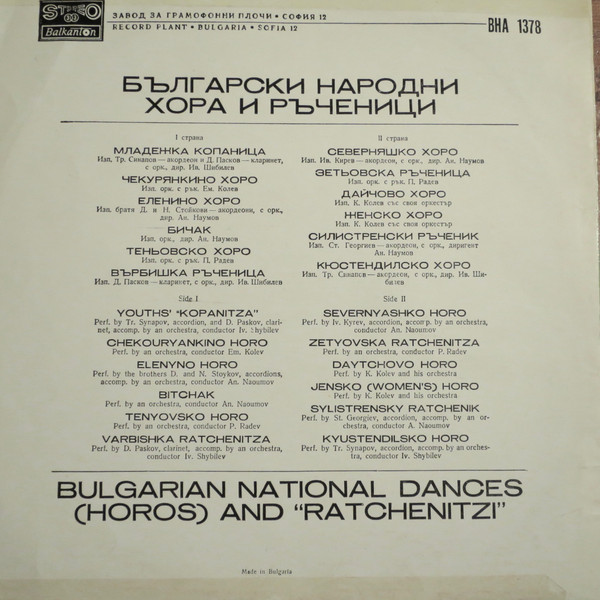 STEREO
Balkanton
ЗАВОД ЗА ГРАМОФОННИ ПЛОЧИ • СОФИЯ 12
RECORD PLANT • BULGARIA • SOFIA 12
ВНА 1378
БЪЛГАРСКИ НАРОДНИ
ХОРА И РЪЧЕНИЦИ
I страна
МЛАДЕЖКА КОПАНИЦА
Изп. Тр. Синапов — акордеон и Д. Пасков — кларинет,
с орк., дир. Ив. Шибилев
ЧЕКУРЯНКИНО ХОРО
Изп. орк. с рък. Ем. Колев
ЕЛЕНИНО ХОРО
Изп. братя Д. и Н. Стойкови — акордеони, с орк.,
дир. Ан. Наумов
БИЧАК
Изп. орк., дир. Ан. Наумов
ТЕНЬОВСКО ХОРО
Изп. орк. с рък. П. Радев
ВЪРБИШКА РЪЧЕНИЦА
Изп. Д. Пасков — кларинет, с орк., дир. Ив. Шибилев
II страна
СЕВЕРНЯШКО ХОРО
Изп. Ив. Кирев — акордеон, с орк., дир. Ан. Наумов
ЗЕТЬОВСКА РЪЧЕНИЦА
Изп. орк. с рък. П. Радев
ДАЙЧОВО ХОРО
Изп. К. Колев със своя оркестър
ЖЕНСКО ХОРО
Изп. К. Колев със своя оркестър
СИЛИСТРЕНСКИ РЪЧЕНИК
Изп. Ст. Георгиев — акордеон, с орк., диригент
Ан. Наумов
КЮСТЕНДИЛСКО ХОРО
Изп. Тр. Синапов — акордеон, с орк., дир. Ив. Ши-
билев
Side I
YOUTHS' "KOPANITZA"
Perf. by Tr. Synapov, accordion, and D. Paskov, clari-
net, accomp. by an orchestra, conductor Iv. Shybilev
CHEKOURYANKINO HORO
Perf. by an orchestra, conductor Em. Kolev
ELENYNO HORO
Perf. by the brothers D. and N. Stoykov, accordions,
accomp. by an orchestra, conductor An. Naoumov
BITCHAK
Perf. by an orchestra, conductor An. Naoumov
TENYOVSKO HORO
Perf. by an orchestra, conductor P. Radev
VARBISHKA RATCHENITZA
Perf. by D. Paskov, clarinet, accomp. by an orchestra,
conductor Iv. Shybilev
Side II
SEVERNYASHKO HORO
Perf. by Iv. Kyrev, accordion, accomp. by an orchestra,
conductor An. Naoumov
ZETYOVSKA RATCHENITZA
Perf. by an orchestra, conductor P. Radev
DAYTCHOVO HORO
Perf. by K. Kolev and his orchestra
JENSKO (WOMEN'S) HORO
Perf. by K. Kolev and his orchestra
SYLISTRENSKY RATCHENIK
Perf. by St. Georgiev, accordion, accomp. by an or-
chestra, conductor A. Naoumov
KYUSTENDILSKO HORO
Perf. by Tr. Synapov, accordion, accomp. by an orches-
tra, conductor Iv. Shybilev
BULGARIAN NATIONAL DANCES
(HOROS) AND "RATCHENITZI"
Made in Bulgaria